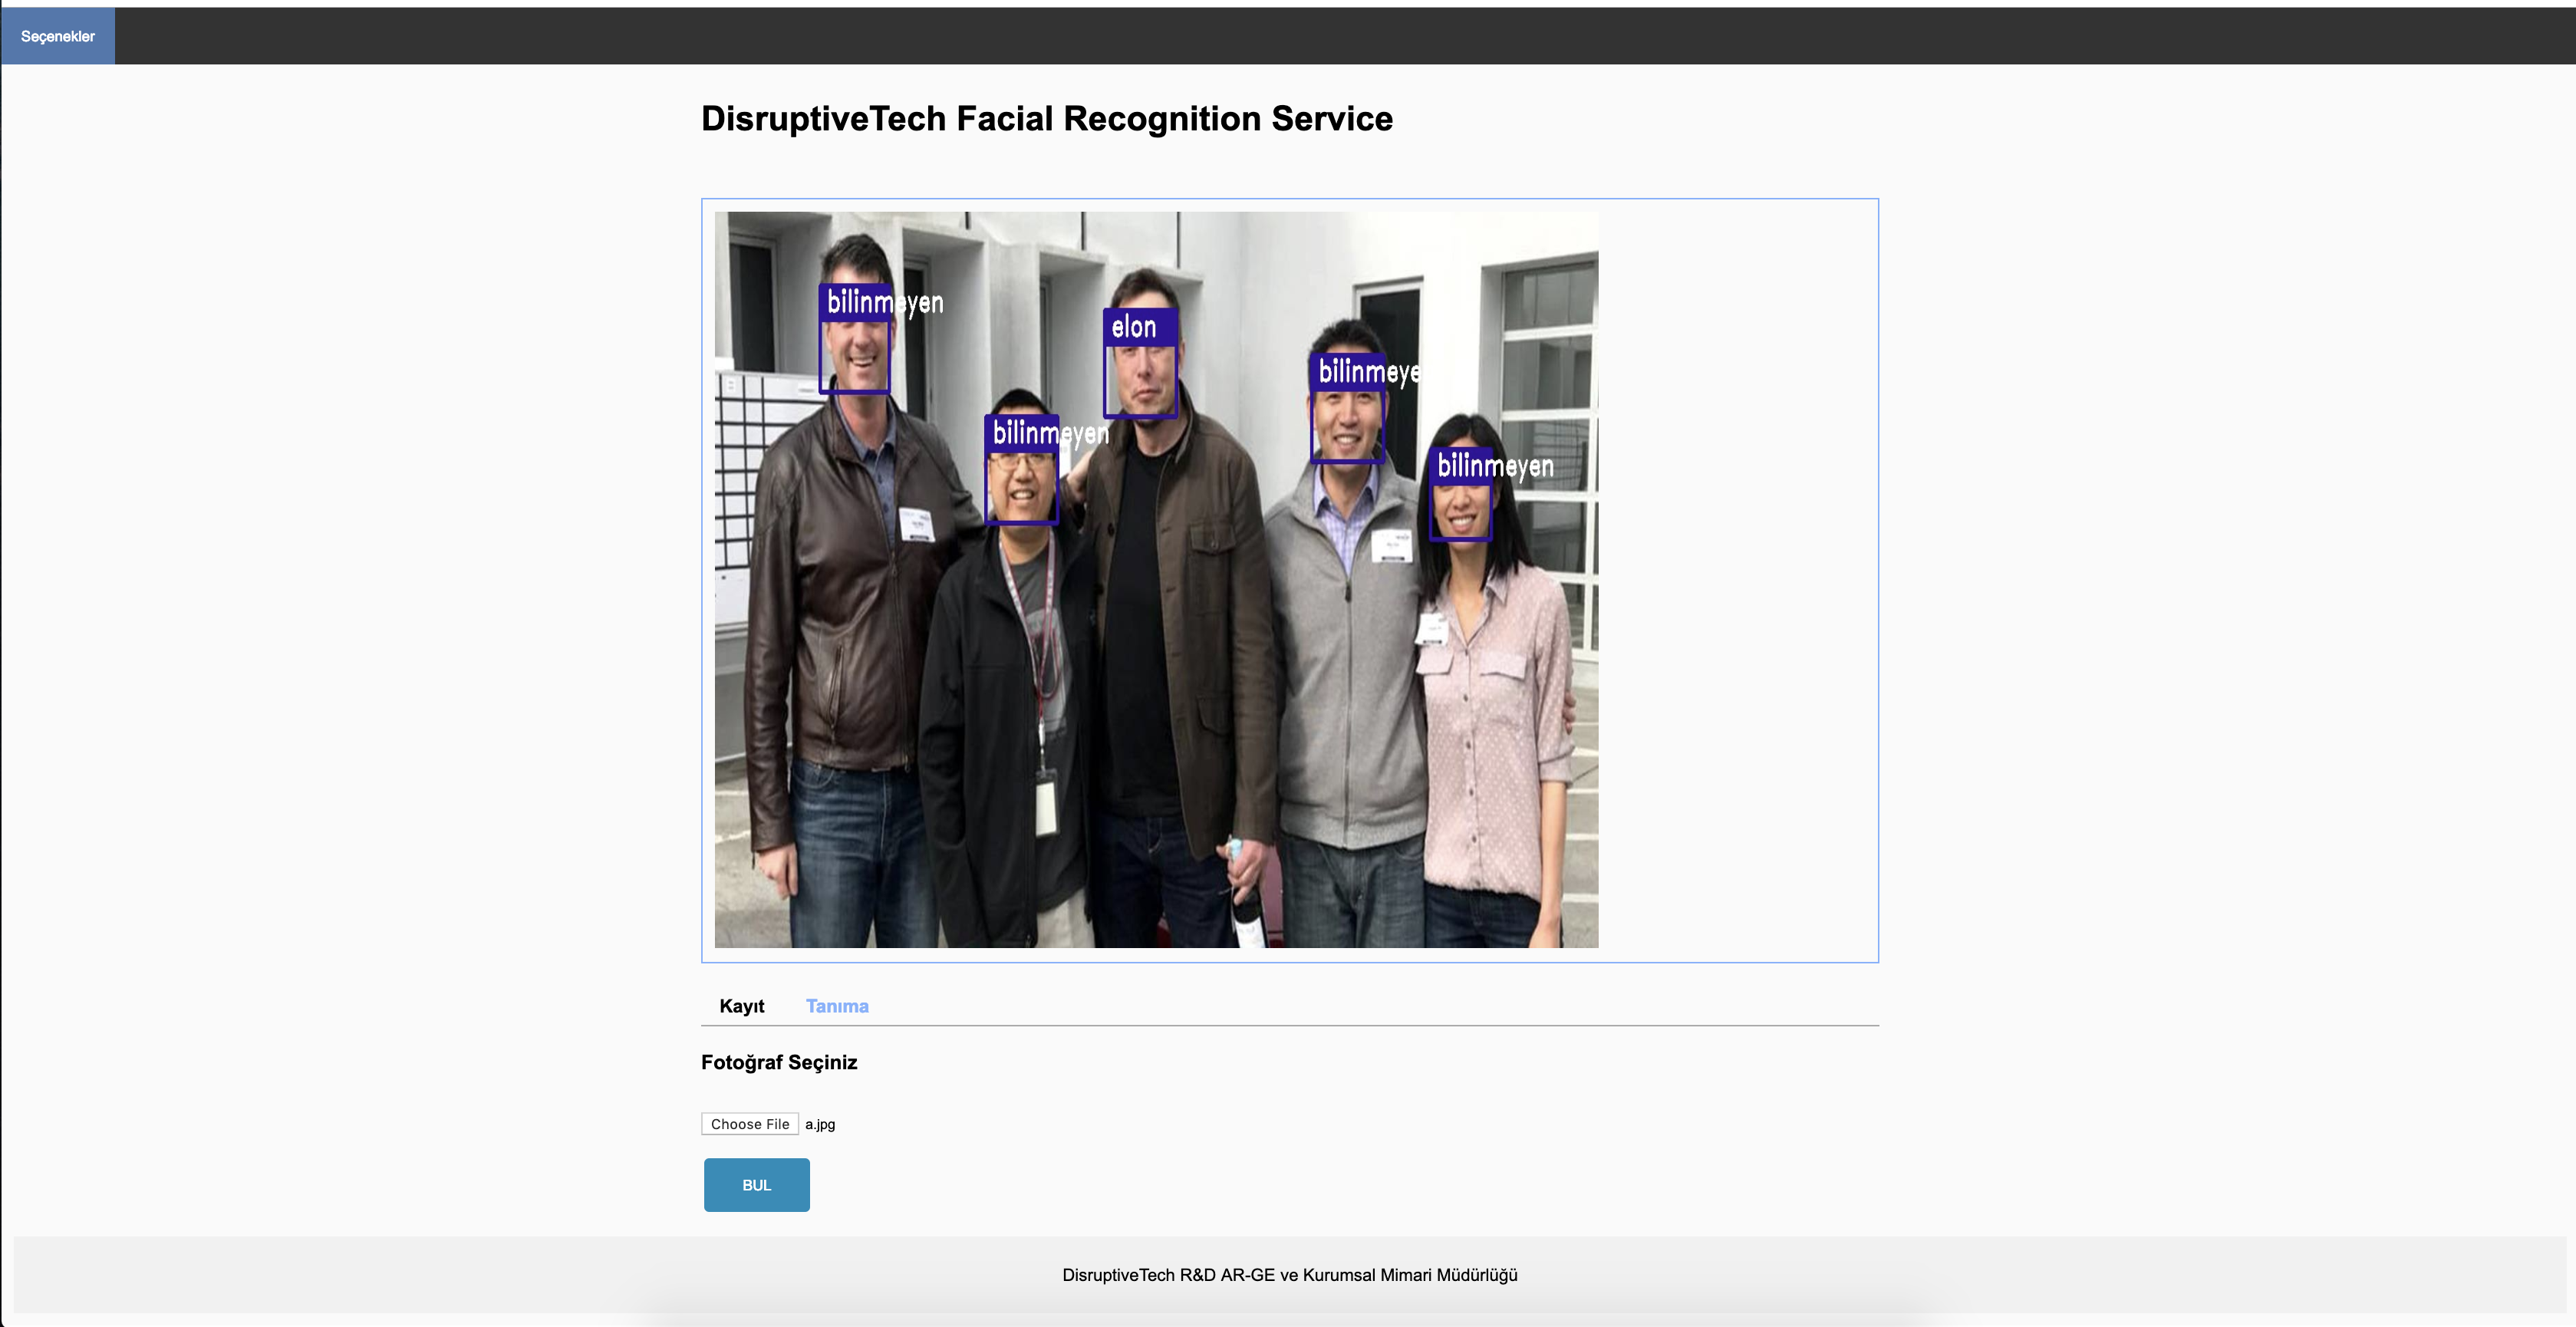 Seçenekler
DisruptiveTech Facial Recognition Service
bilinmeyen
elon
bilinmeye
bilinmeyen
bilinmeyen
Kayıt Tanıma
Fotoğraf Seçiniz
Choose File a.jpg
BUL
DisruptiveTech R&D AR-GE ve Kurumsal Mimari Müdürlüğü